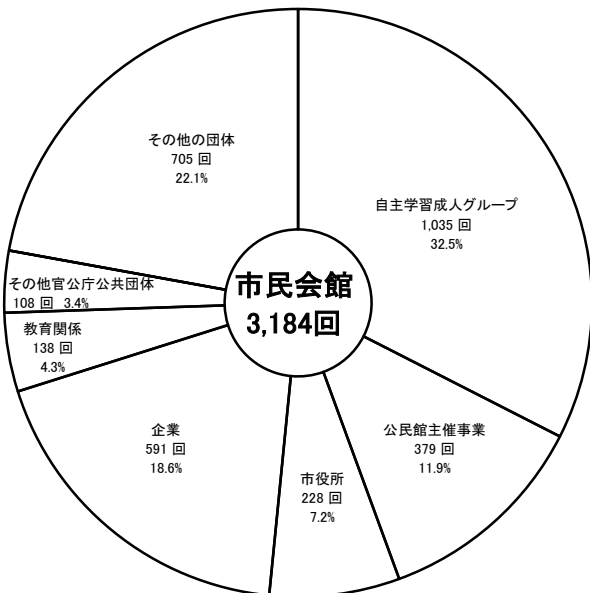 その他の団体
705 回
22.1%
自主学習成人グループ
1,035 回
32.5%
その他官公庁公共団体
108 回 3.4%
市民会館
3,184回
教育関係
138 回
4.3%
企業
591 回
18.6%
市役所
228 回
7.2%
公民館主催事業
379 回
11.9%